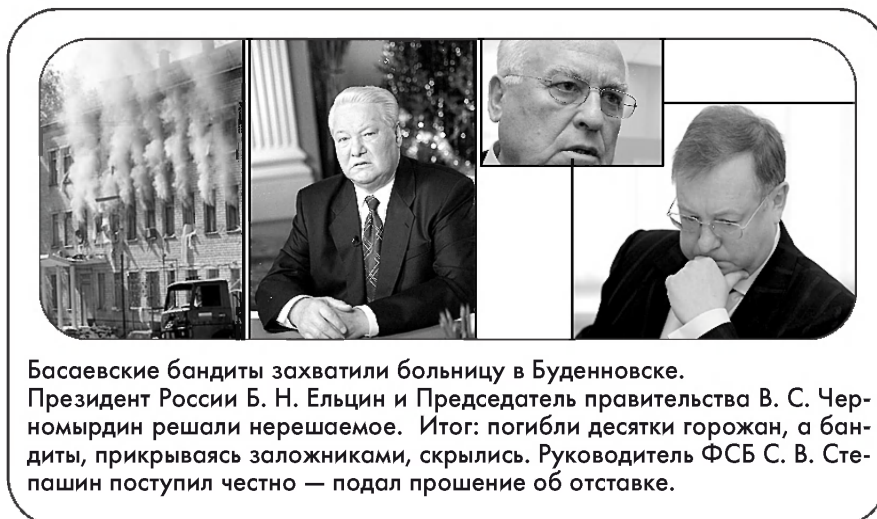 Басаевские бандиты захватили больницу в Буденновске.
Президент России Б. Н. Ельцин и Председатель правительства В. С. Чер-
номырдин решали нерешаемое. Итог: погибли десятки горожан, а бан-
диты, прикрываясь заложниками, скрылись. Руководитель ФСБ С. В. Сте-
пашин поступил честно — подал прошение об отставке.